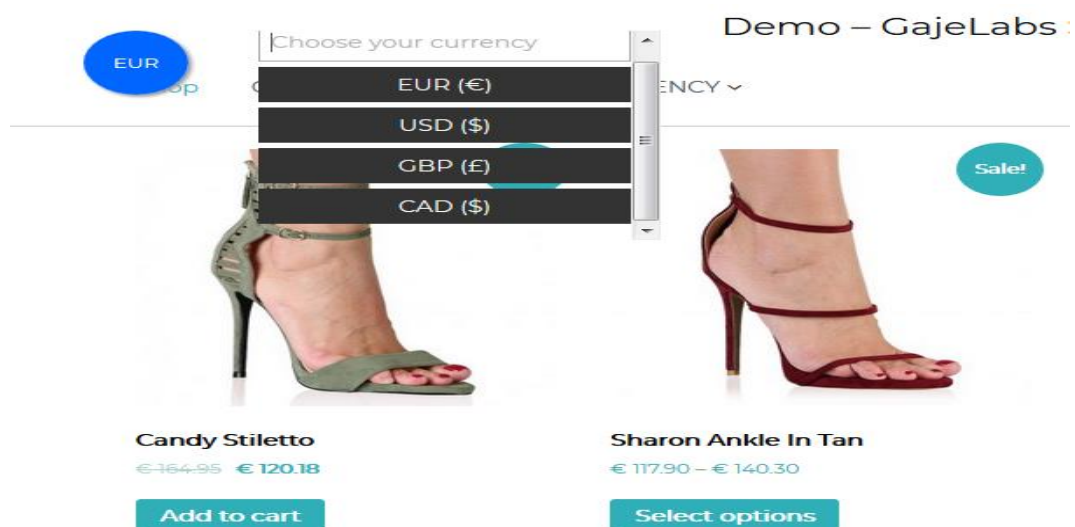 Demo – GajeLabs
Choose your currency
EUR
EUR (€)
USD ($)
GBP (£)
CAD ($)
ENCY
Sale!
Candy Stiletto
€ 164.95 € 120.18
Add to cart
Sharon Ankle In Tan
€ 117.90 – € 140.30
Select options